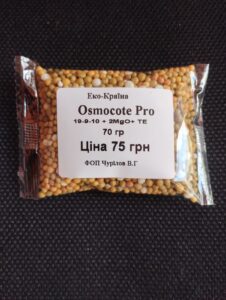 Еко-Країна
Osmocote Pro
19-9-10 + 2MgO+ TE
70 гр
Ціна 75 грн
ФОП Чурілов В.Г